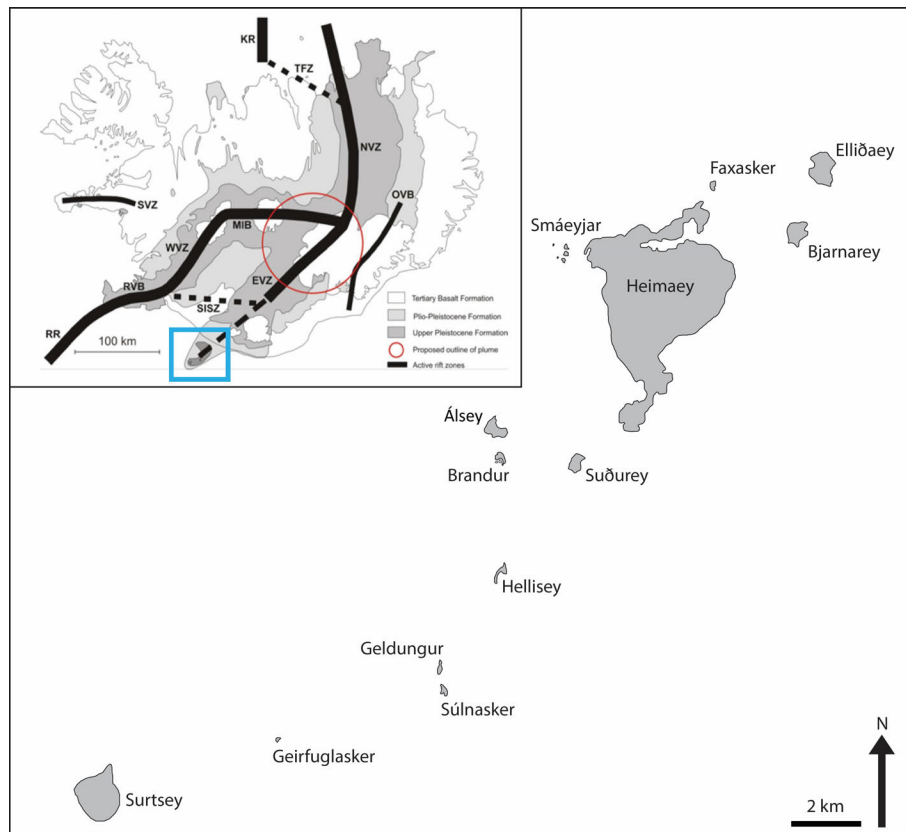 KR
TFZ
NVZ
OVB
SVZ
MIB
WVZ
EVZ
RVB
SISZ
RR
100 km
Tertiary Basalt Formation
Plio-Pleistocene Formation
Upper Pleistocene Formation
Proposed outline of plume
Active rift zones
Elliðaey
Faxasker
Smáeyjar
Bjarnarey
Heimaey
Álsey
Brandur
Suðurey
Hellisey
Geldungur
Súlnasker
Geirfuglasker
Surtsey
N
2 km